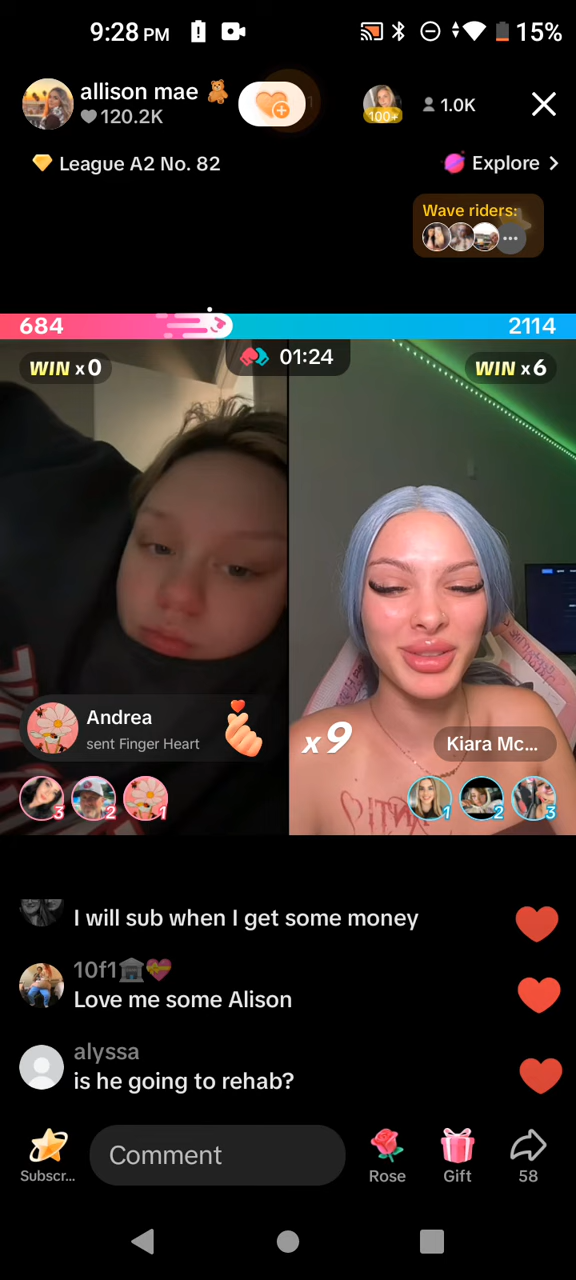 9:28 PM
15%
allison mae 🧸
120.2K
100+
1.0K
League A2 No. 82
Explore
Wave riders:
684
2114
WIN x0
01:24
WIN x6
Andrea
sent Finger Heart
x9
Kiara Mc...
3
2
1
1
2
3
I will sub when I get some money
10f1🏛️💝
Love me some Alison
alyssa
is he going to rehab?
Subscr...
Comment
Rose
Gift
58